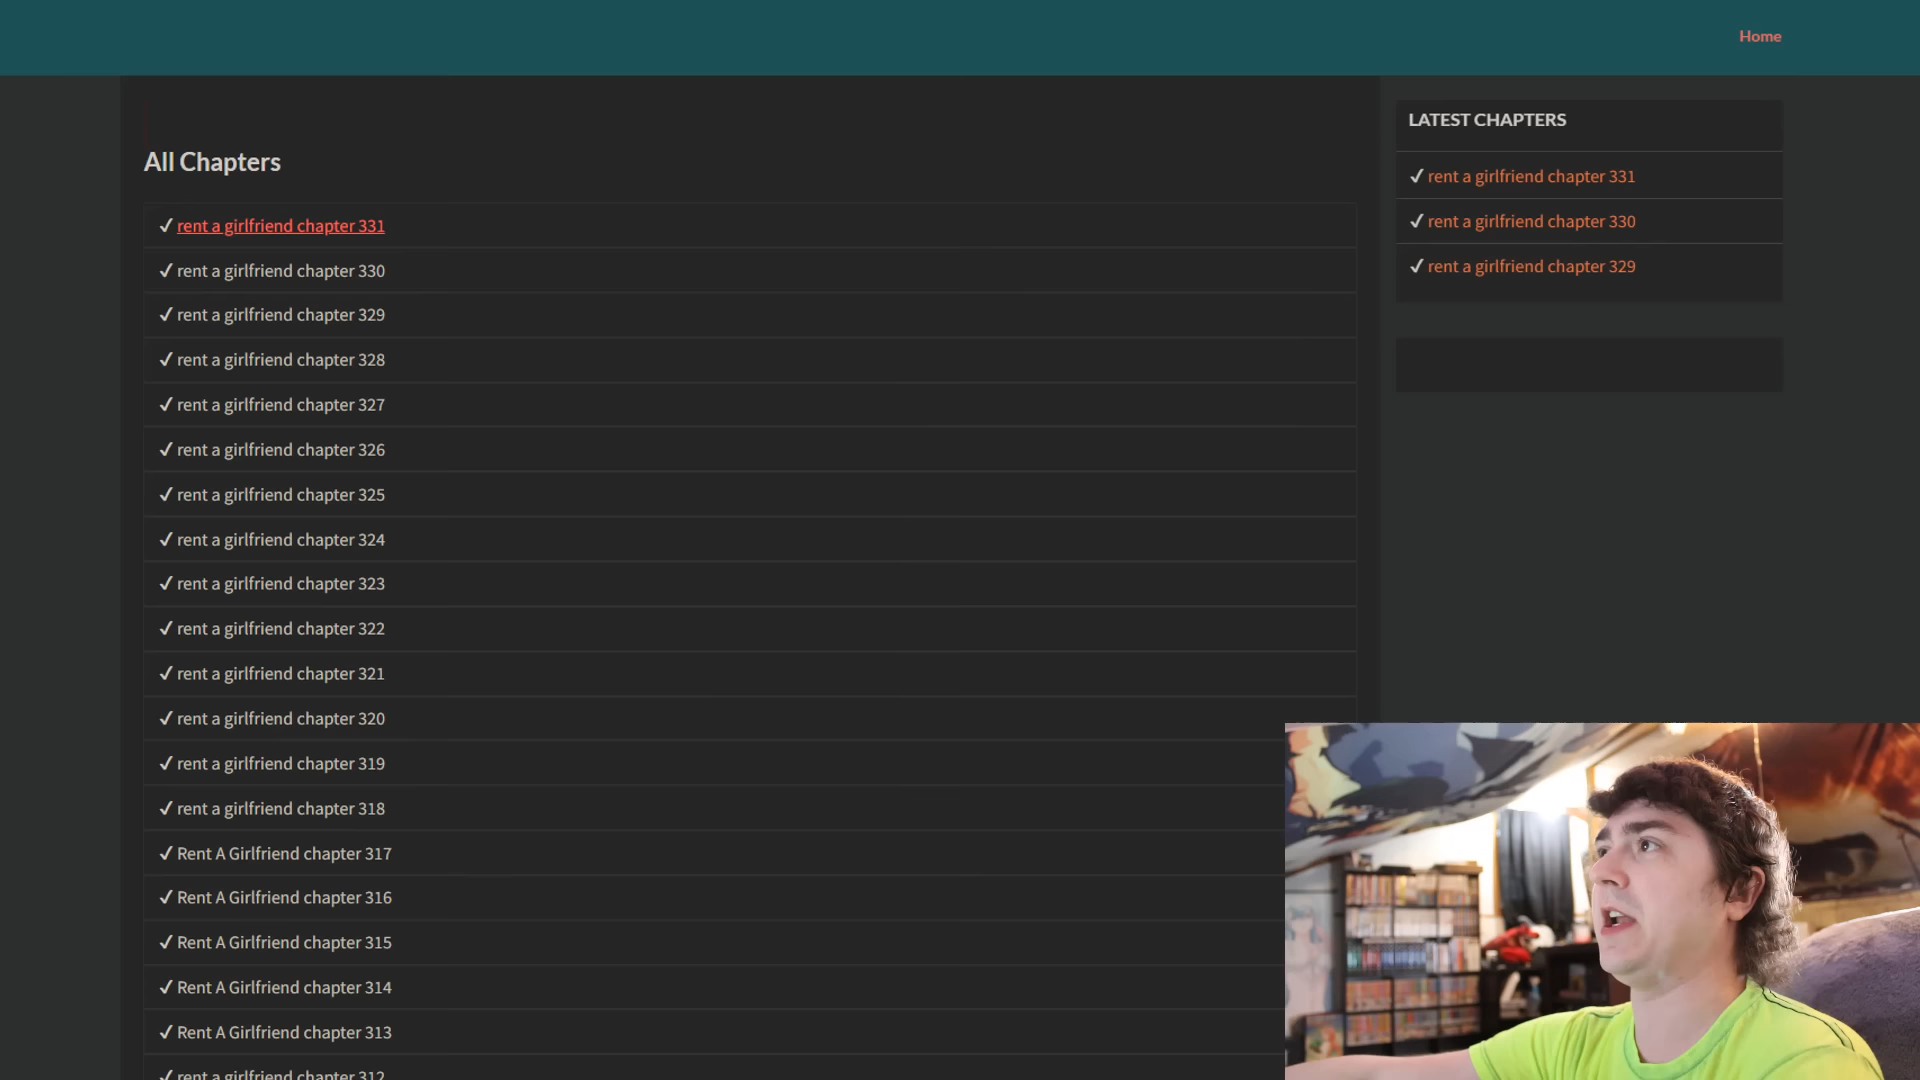 Home
All Chapters
✓ rent a girlfriend chapter 331
✓ rent a girlfriend chapter 330
✓ rent a girlfriend chapter 329
✓ rent a girlfriend chapter 328
✓ rent a girlfriend chapter 327
✓ rent a girlfriend chapter 326
✓ rent a girlfriend chapter 325
✓ rent a girlfriend chapter 324
✓ rent a girlfriend chapter 323
✓ rent a girlfriend chapter 322
✓ rent a girlfriend chapter 321
✓ rent a girlfriend chapter 320
✓ rent a girlfriend chapter 319
✓ rent a girlfriend chapter 318
✓ Rent A Girlfriend chapter 317
✓ Rent A Girlfriend chapter 316
✓ Rent A Girlfriend chapter 315
✓ Rent A Girlfriend chapter 314
✓ Rent A Girlfriend chapter 313
✓ rent a girlfriend chapter 312
LATEST CHAPTERS
✓ rent a girlfriend chapter 331
✓ rent a girlfriend chapter 330
✓ rent a girlfriend chapter 329